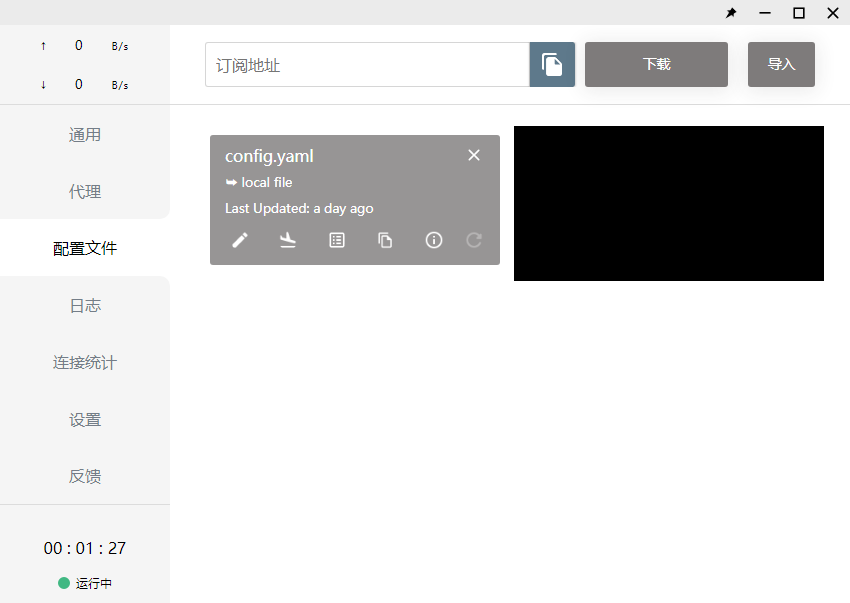 ↑ 0 B/s
↓ 0 B/s
通用
代理
配置文件
日志
连接统计
设置
反馈
00 : 01 : 27
运行中
订阅地址
下载
导入
config.yaml
local file
Last Updated: a day ago